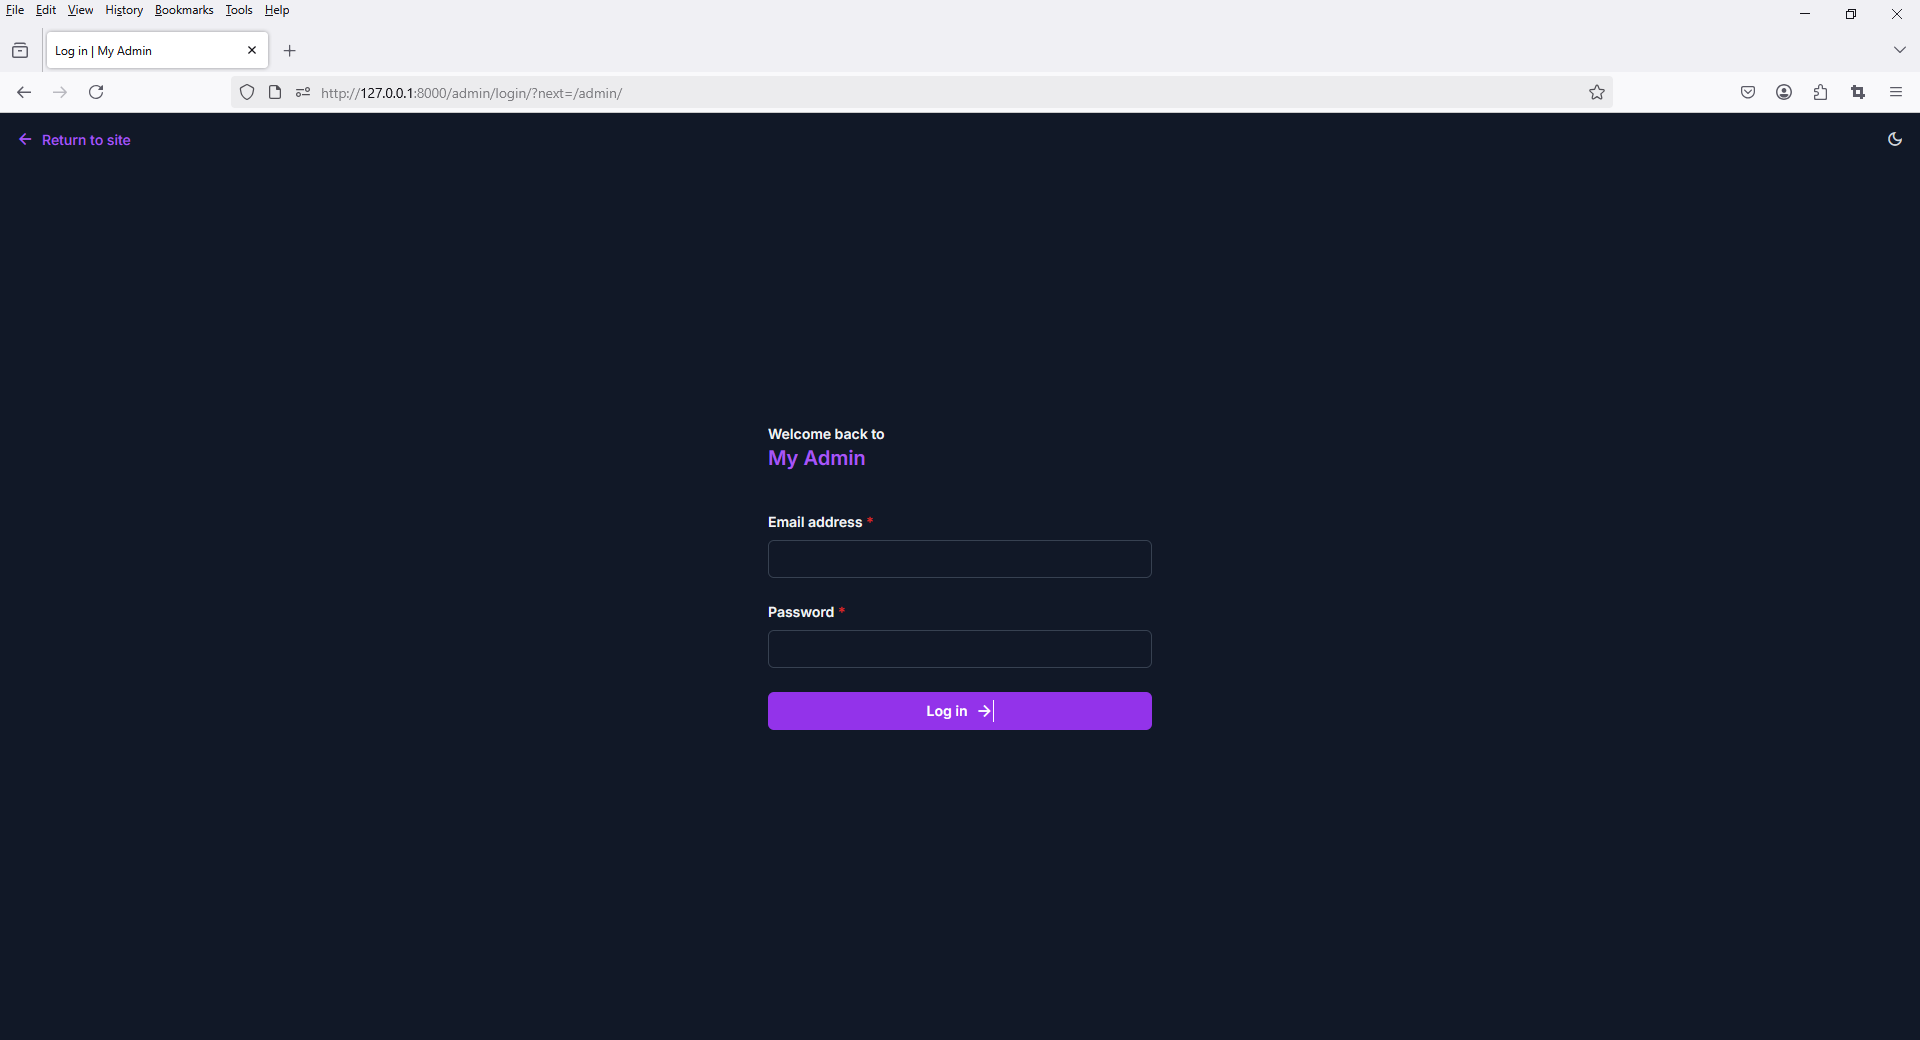 File Edit View History Bookmarks Tools Help
Log in | My Admin
http://127.0.0.1:8000/admin/login/?next=/admin/
Return to site
Welcome back to
My Admin
Email address *
Password *
Log in